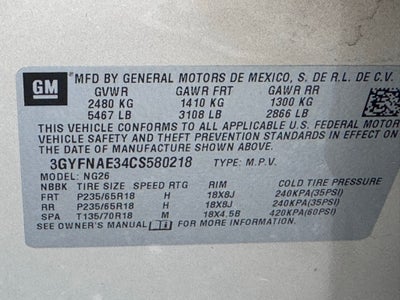 GM
MFD BY GENERAL MOTORS DE MEXICO, S. DE R.L. DE C.V.
GVWR GAWR FRT GAWR RR
2480 KG 1410 KG 1300 KG
5467 LB 3108 LB 2866 LB
THIS VEHICLE CONFORMS TO ALL APPLICABLE U.S. FEDERAL MOTOR
VEHICLE SAFETY AND THEFT PREVENTION STANDARDS IN EFFECT ON
THE DATE OF MANUFACTURE SHOWN ABOVE.
3GYFNAE34CS580218 TYPE: M.P.V.
MODEL: NG26
NBBK TIRE SIZE SPEED RTG RIM COLD TIRE PRESSURE
FRT P235/65R18 H 18X8J 240KPA(35PSI)
RR P235/65R18 H 18X8J 240KPA(35PSI)
SPA T135/70R18 M 18X4.5B 420KPA(60PSI)
SEE OWNER'S MANUAL FOR ADDITIONAL INFORMATION.